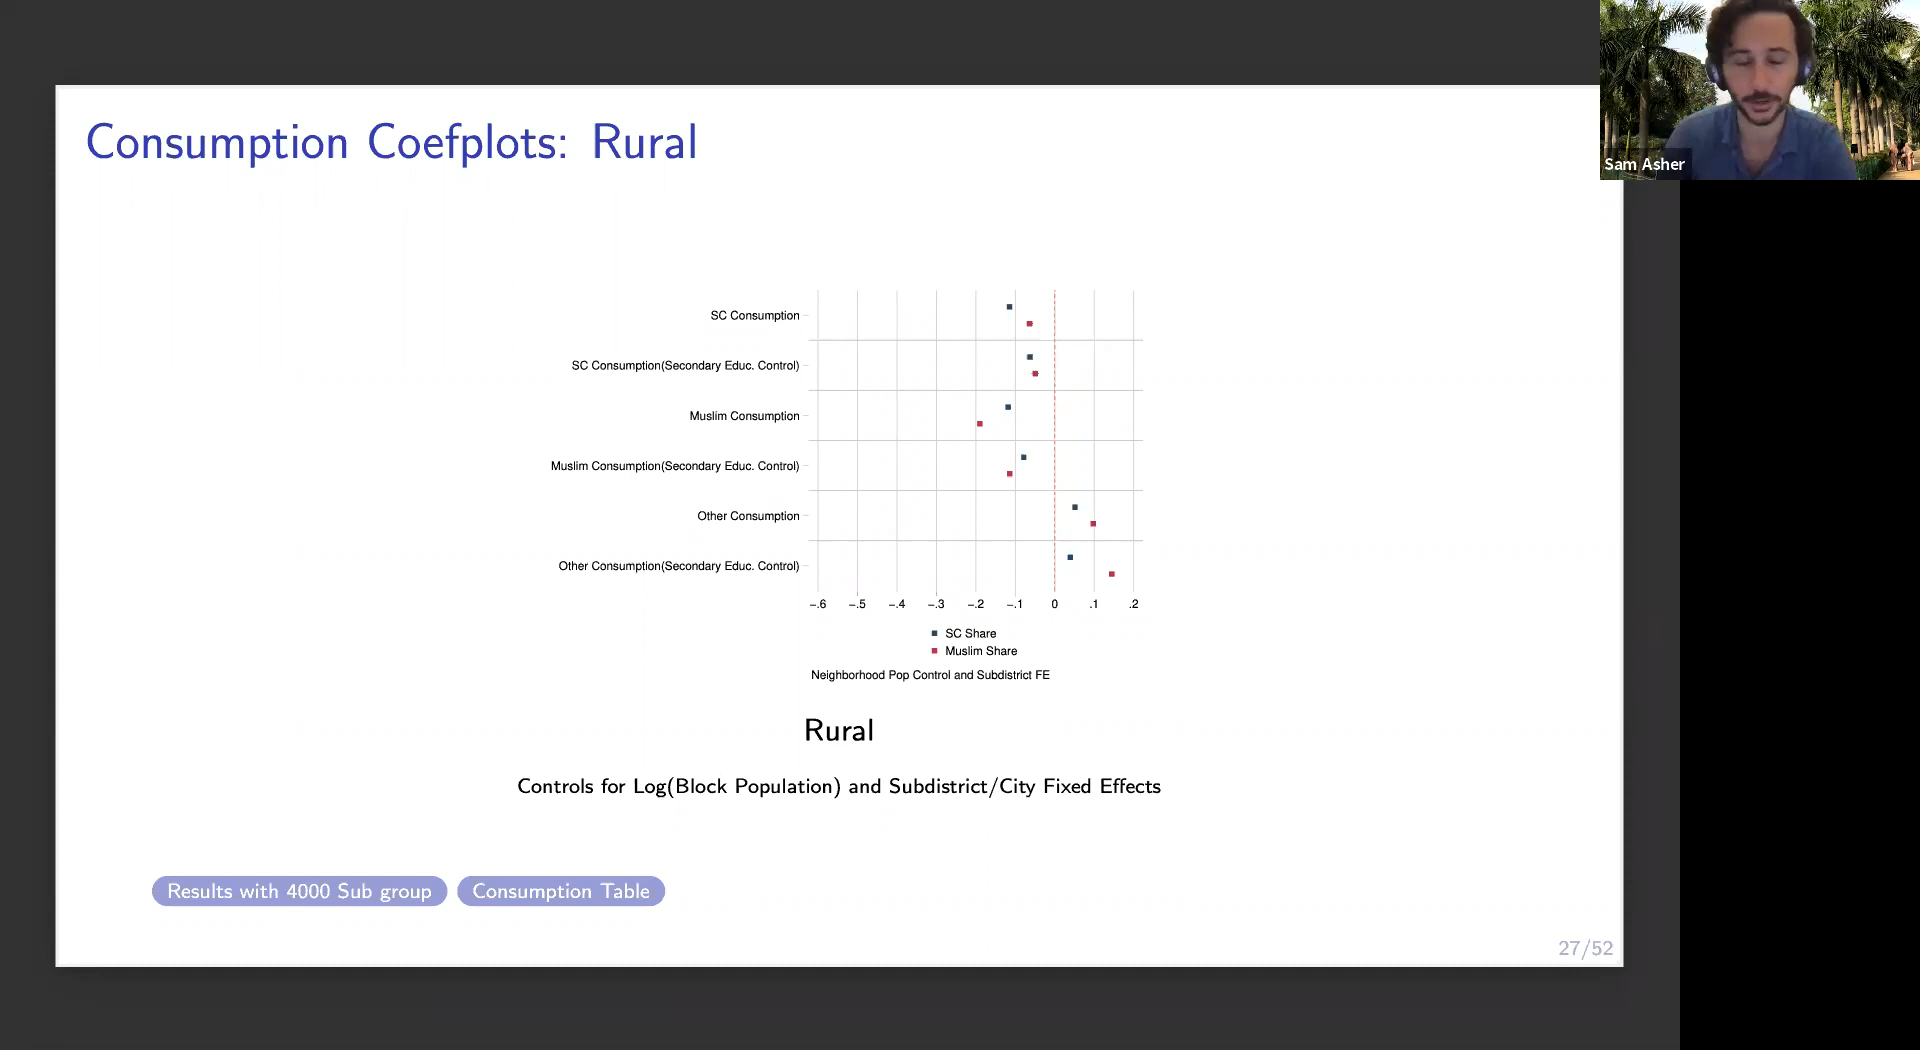 Consumption Coefplots: Rural
Sam Asher
SC Consumption
SC Consumption(Secondary Educ. Control)
Muslim Consumption
Muslim Consumption(Secondary Educ. Control)
Other Consumption
Other Consumption(Secondary Educ. Control)
−.6 −.5 −.4 −.3 −.2 −.1 0 .1 .2
SC Share
Muslim Share
Neighborhood Pop Control and Subdistrict FE
Rural
Controls for Log(Block Population) and Subdistrict/City Fixed Effects
Results with 4000 Sub group Consumption Table
27/52